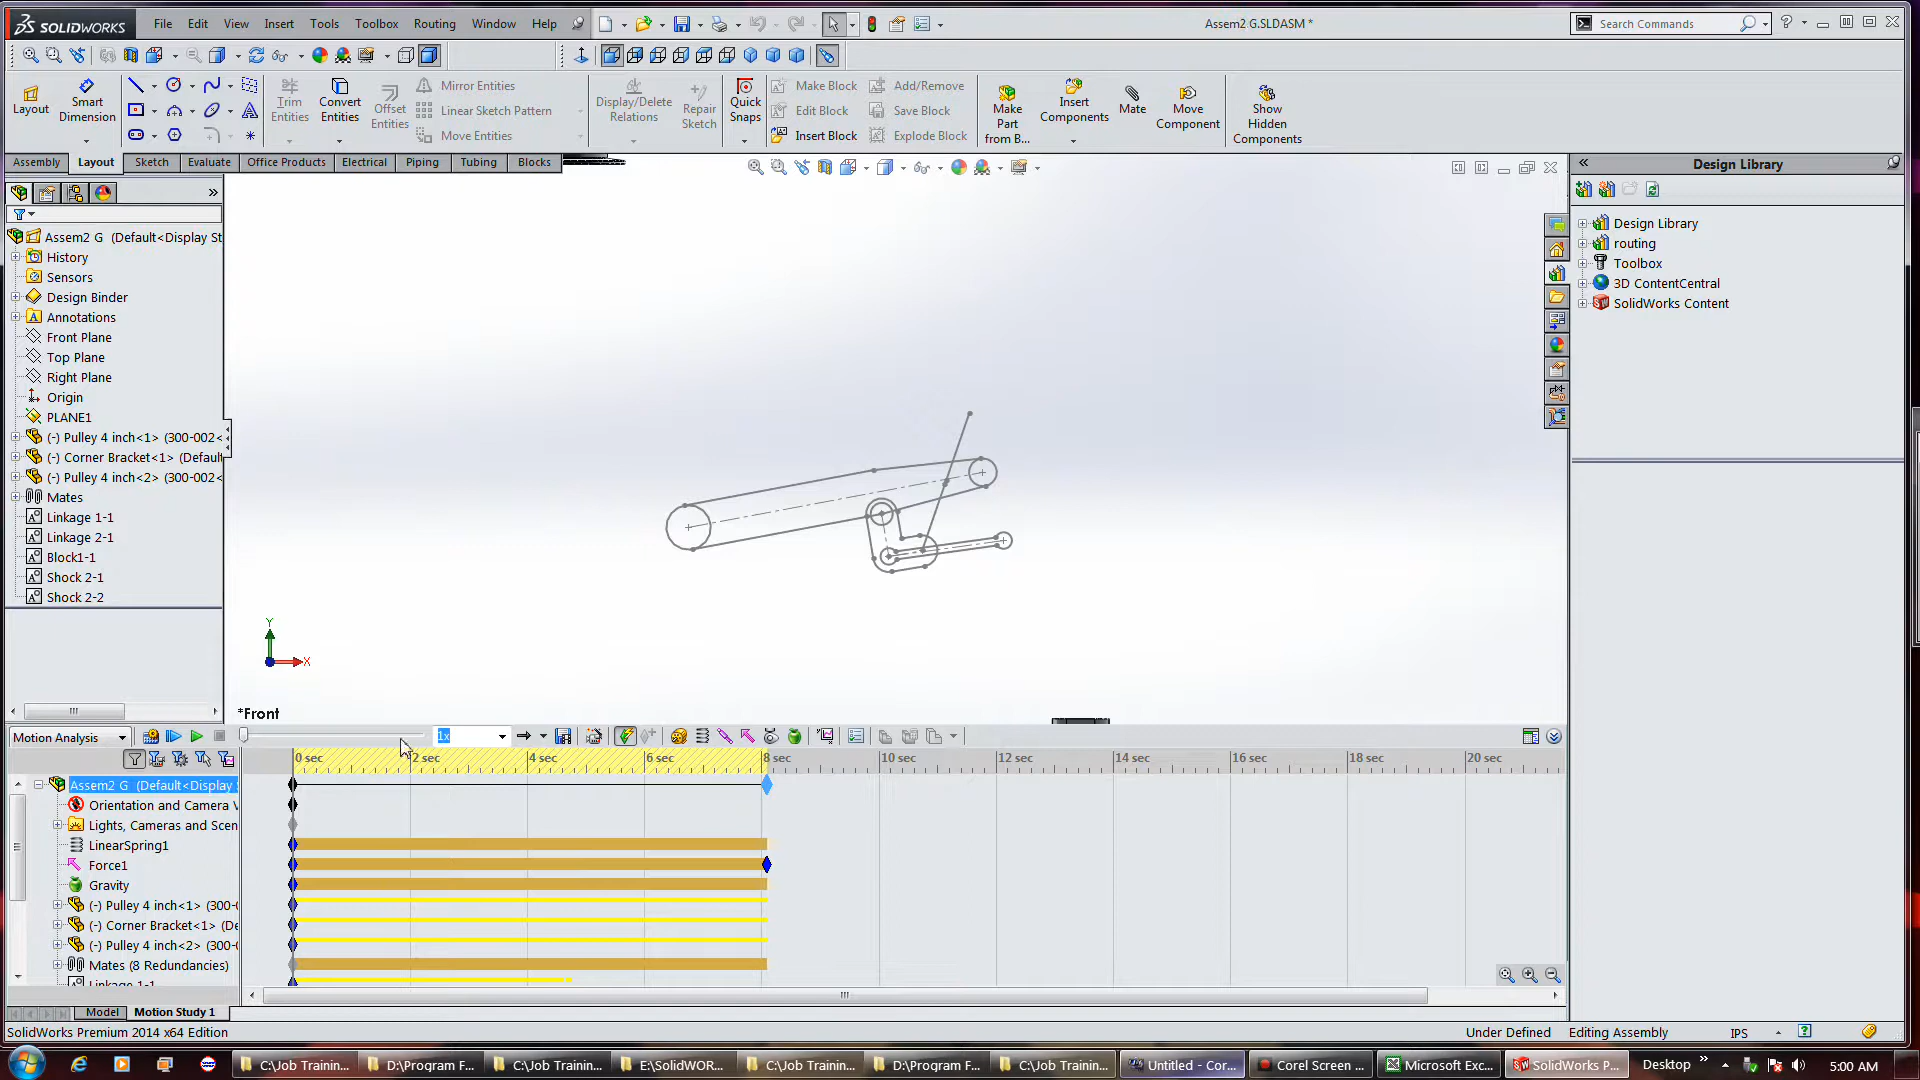 SOLIDWORKS File Edit View Insert Tools Toolbox Routing Window Help Assem2 G.SLDASM * Search Commands
Layout Smart Dimension Trim Entities Convert Entities Offset Entities Mirror Entities Linear Sketch Pattern Move Entities Display/Delete Relations Repair Sketch Quick Snaps Make Block Edit Block Insert Block Add/Remove Save Block Explode Block Make Part from B... Insert Components Mate Move Component Show Hidden Components
Assembly Layout Sketch Evaluate Office Products Electrical Piping Tubing Blocks
Design Library
Design Library
routing
Toolbox
3D ContentCentral
SolidWorks Content
Assem2 G (Default<Display St
History
Sensors
Design Binder
Annotations
Front Plane
Top Plane
Right Plane
Origin
PLANE1
(-) Pulley 4 inch<1> (300-002<
(-) Corner Bracket<1> (Defaul
(-) Pulley 4 inch<2> (300-002<
Mates
Linkage 1-1
Linkage 2-1
Block1-1
Shock 2-1
Shock 2-2
Y
X
*Front
Motion Analysis 1x
0 sec 2 sec 4 sec 6 sec 8 sec 10 sec 12 sec 14 sec 16 sec 18 sec 20 sec
Assem2 G (Default<Display
Orientation and Camera V
Lights, Cameras and Scen
LinearSpring1
Force1
Gravity
(-) Pulley 4 inch<1> (300-0
(-) Corner Bracket<1> (De
(-) Pulley 4 inch<2> (300-0
Mates (8 Redundancies)
Linkage 1-1
Model Motion Study 1
SolidWorks Premium 2014 x64 Edition Under Defined Editing Assembly IPS
C:\Job Trainin... D:\Program F... C:\Job Trainin... E:\SolidWOR... C:\Job Trainin... D:\Program F... C:\Job Trainin... Untitled - Cor... Corel Screen ... Microsoft Exc... SolidWorks P... Desktop 5:00 AM